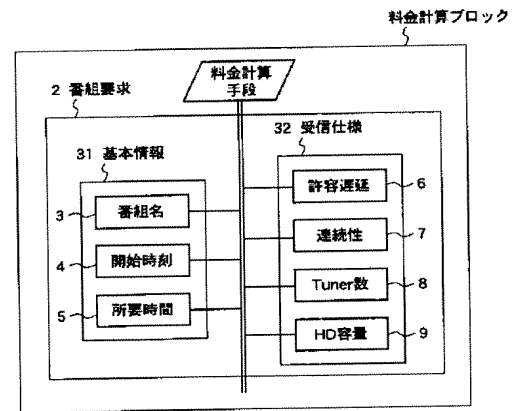 料金計算ブロック
料金計算
手段
2 番組要求
31 基本情報
3 番組名
4 開始時刻
5 所要時間
32 受信仕様
許容遅延 6
連続性 7
Tuner数 8
HD容量 9